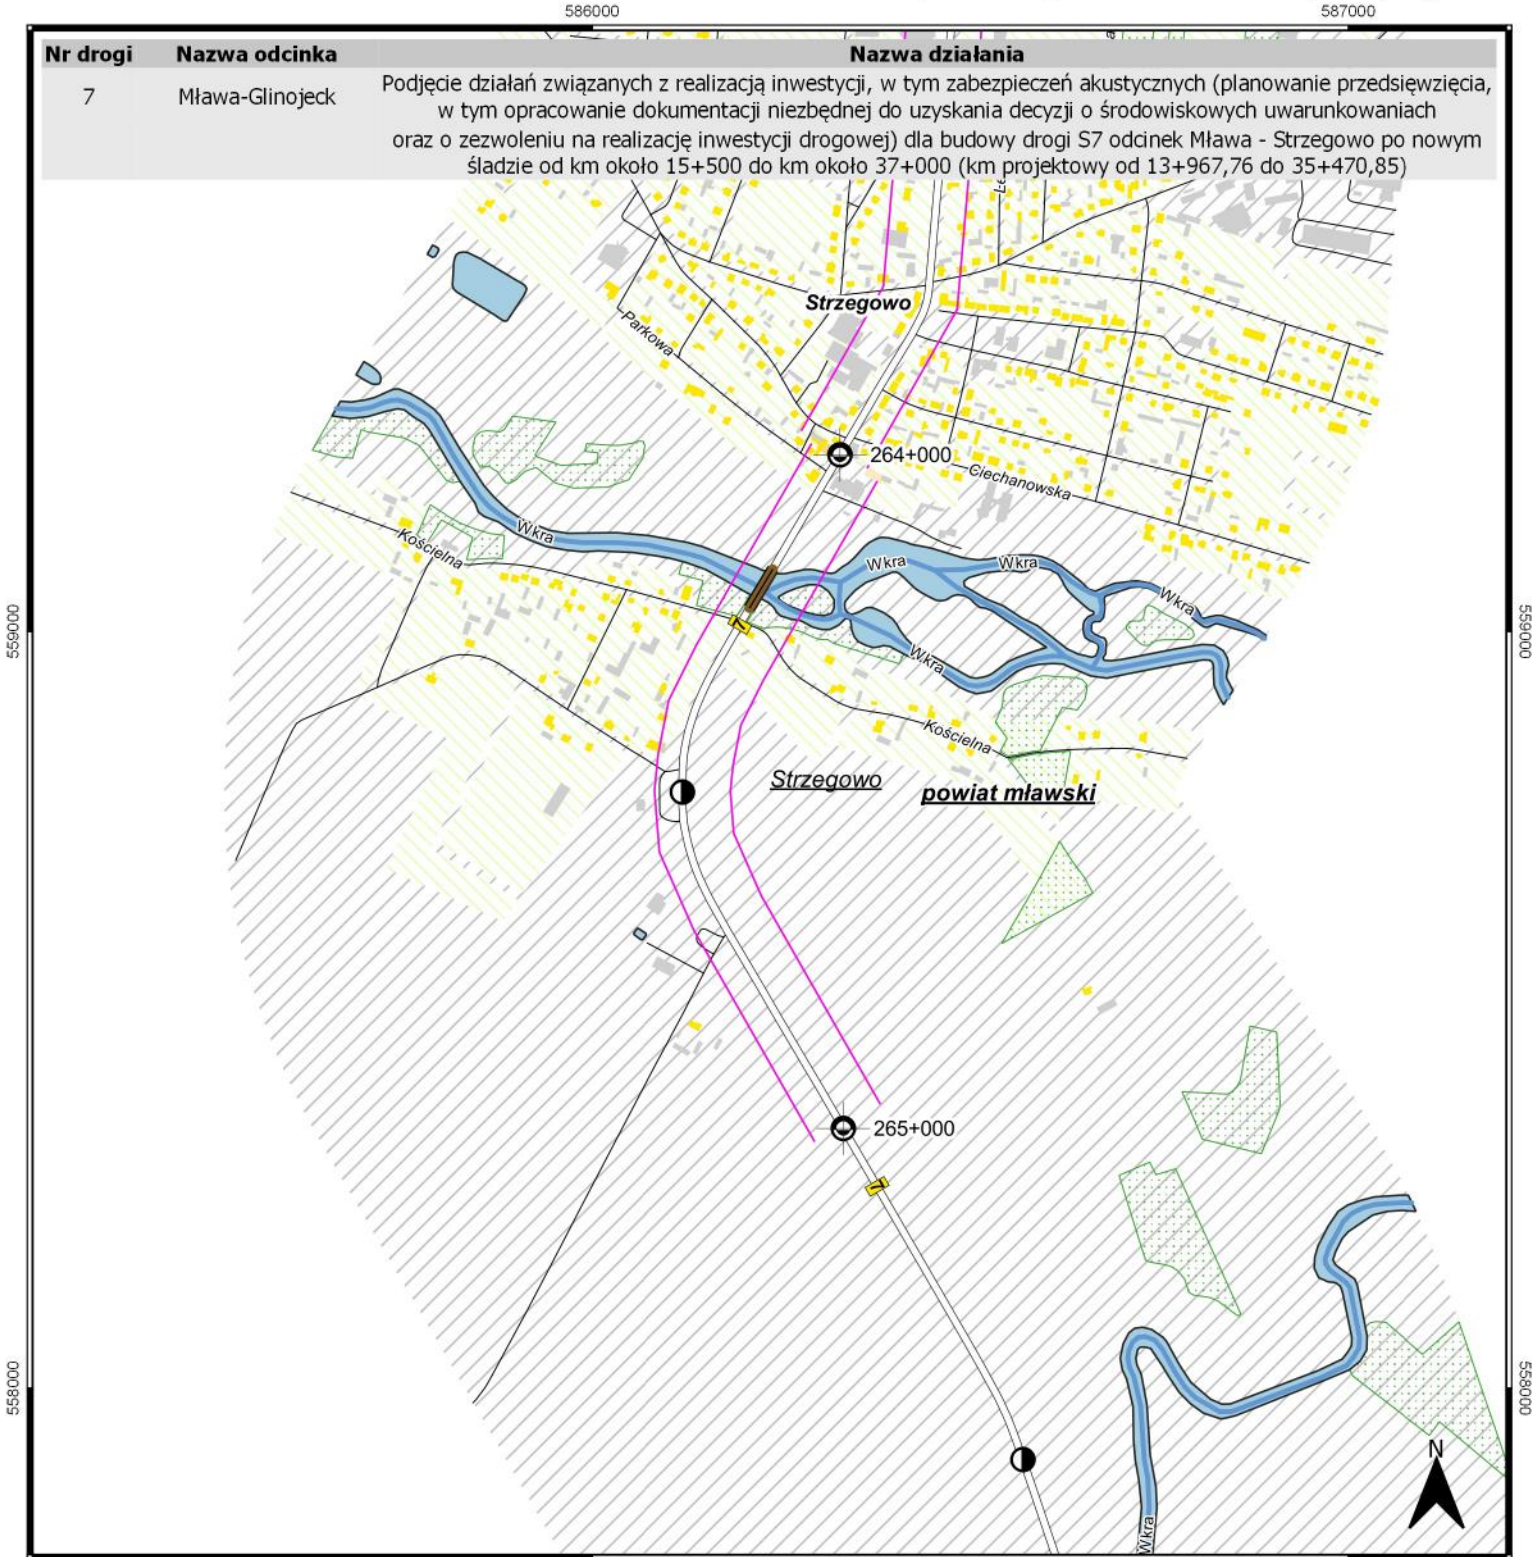 586000 587000
Nr drogi Nazwa odcinka Nazwa działania
7 Mława-Glinojeck Podjęcie działań związanych z realizacją inwestycji, w tym zabezpieczeń akustycznych (planowanie przedsięwzięcia,
w tym opracowanie dokumentacji niezbędnej do uzyskania decyzji o środowiskowych uwarunkowaniach
oraz o zezwoleniu na realizację inwestycji drogowej) dla budowy drogi S7 odcinek Mława - Strzegowo po nowym
śladzie od km około 15+500 do km około 37+000 (km projektowy od 13+967,76 do 35+470,85)
Strzegowo
Parkowa
264+000
Ciechanowska
Wkra
Kościelna
Wkra
Wkra
Wkra
559000
7
559000
Wkra
Kościelna
Strzegowo
powiat mławski
265+000
7
558000
558000
N
Wkra